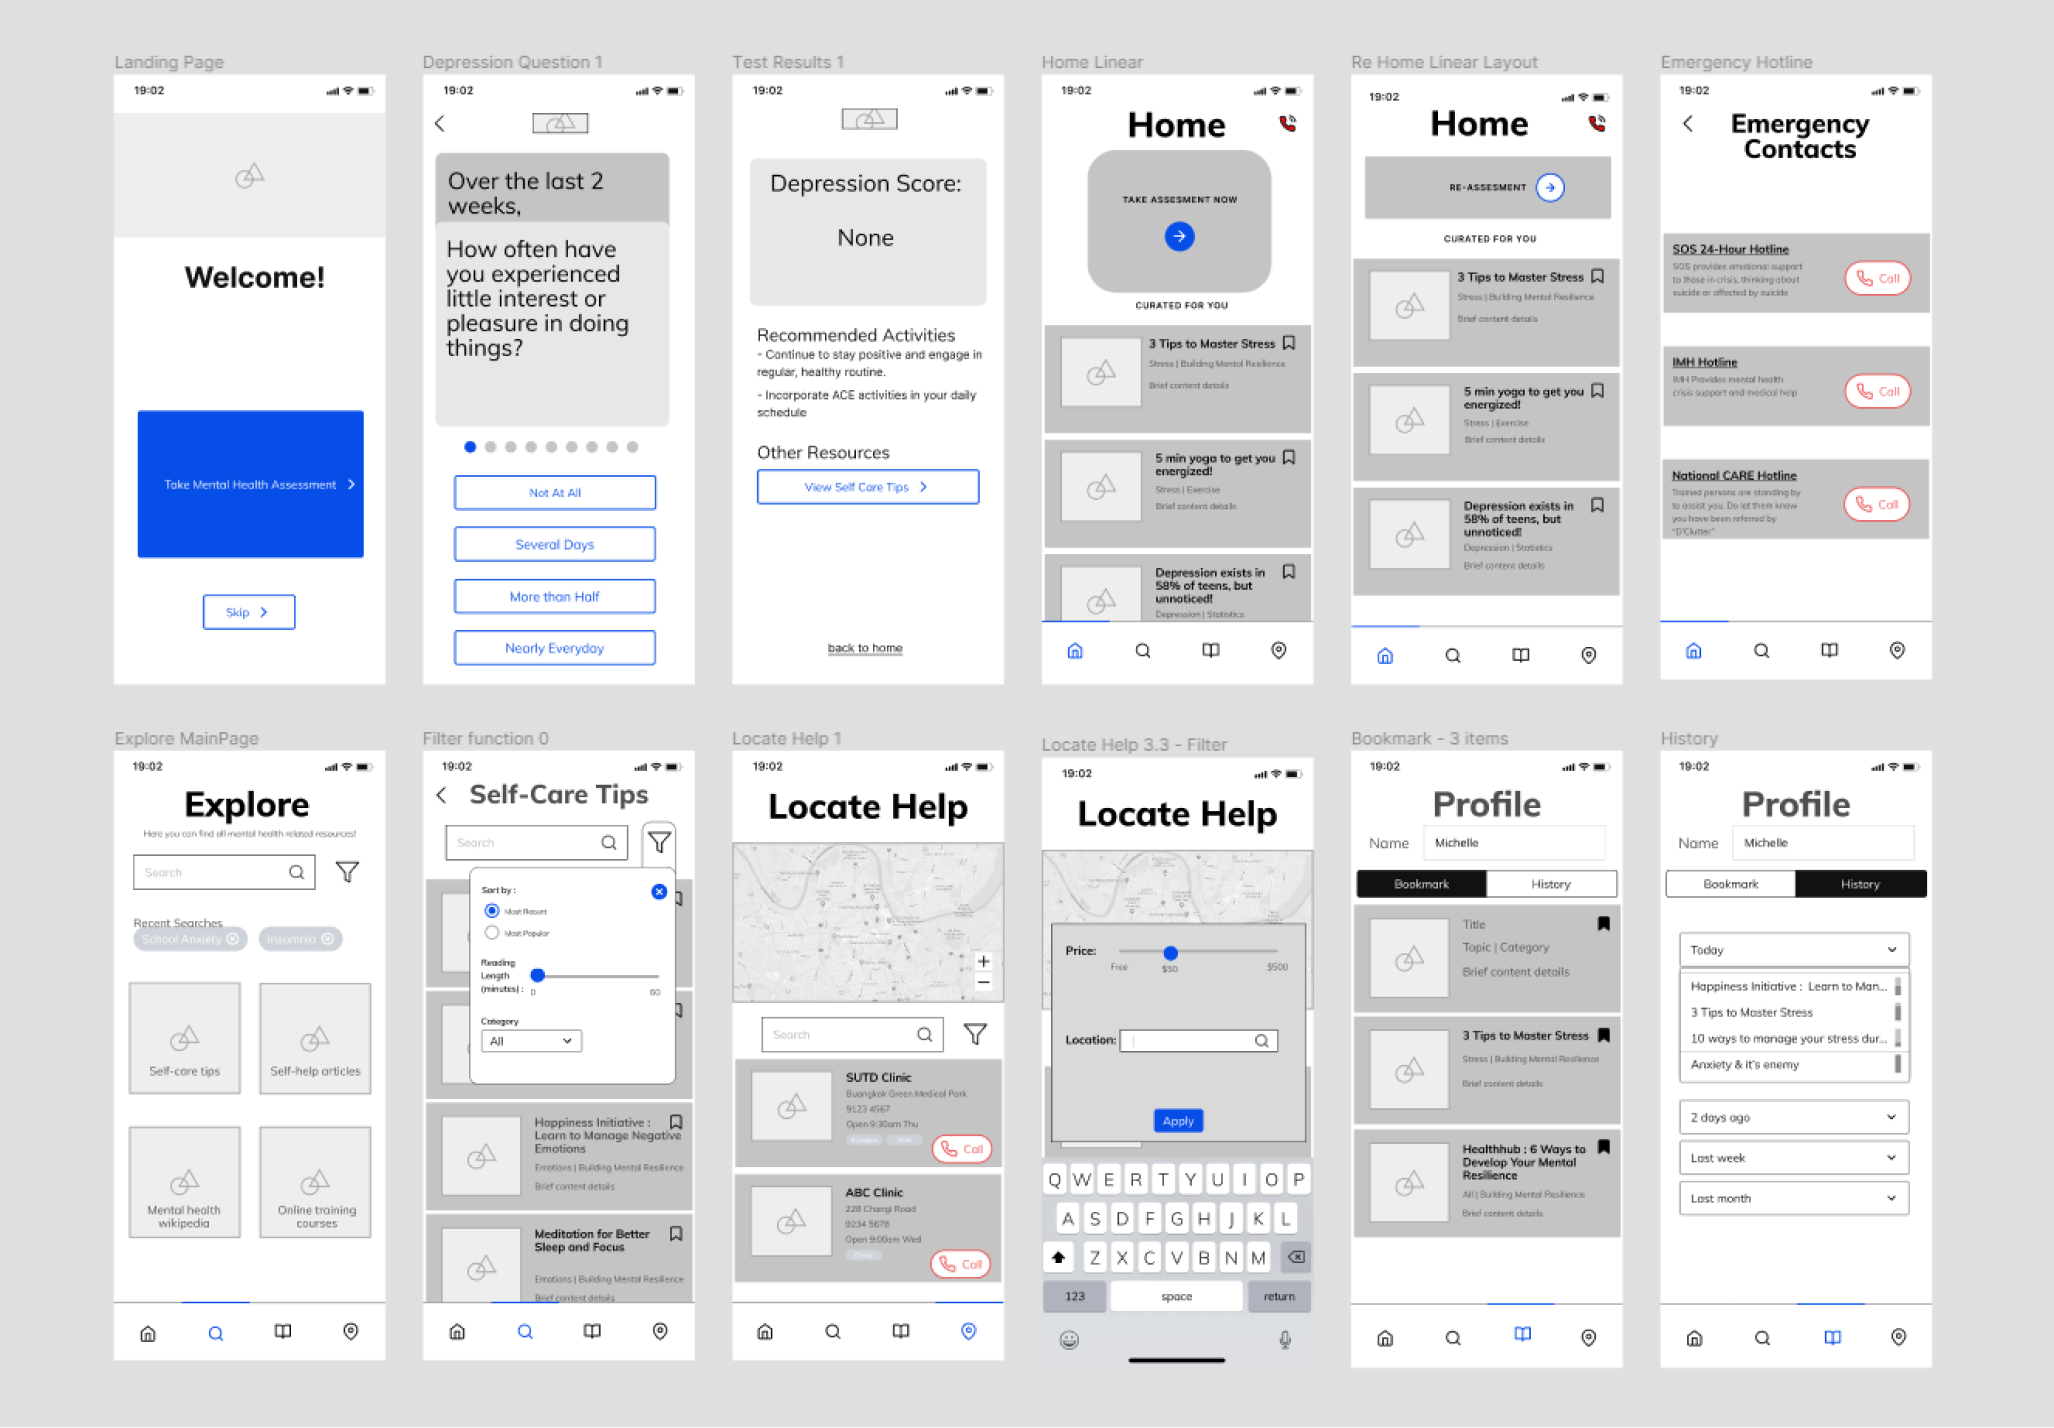 Landing Page
19:02
Welcome!
Take Mental Health Assessment
Skip
Depression Question 1
19:02
Over the last 2
weeks,
How often have
you experienced
little interest or
pleasure in doing
things?
Not At All
Several Days
More than Half
Nearly Everyday
Test Results 1
19:02
Depression Score:
None
Recommended Activities
- Continue to stay positive and engage in
regular, healthy routine.
- Incorporate ACE activities in your daily
schedule
Other Resources
View Self Care Tips
back to home
Home Linear
19:02
Home
TAKE ASSESMENT NOW
CURATED FOR YOU
3 Tips to Master Stress
Stress | Building Mental Resilience
Brief content details
5 min yoga to get you
energized!
Stress | Exercise
Brief content details
Depression exists in
58% of teens, but
unnoticed!
Depression | Statistics
Re Home Linear Layout
19:02
Home
RE-ASSESMENT
CURATED FOR YOU
3 Tips to Master Stress
Stress | Building Mental Resilience
Brief content details
5 min yoga to get you
energized!
Stress | Exercise
Brief content details
Depression exists in
58% of teens, but
unnoticed!
Depression | Statistics
Brief content details
Emergency Hotline
19:02
Emergency
Contacts
SOS 24-Hour Hotline
SOS provides emotional support
to those in crisis, thinking about
suicide or affected by suicide
Call
IMH Hotline
IMH Provides mental health
crisis support and medical help
Call
National CARE Hotline
Trained persons are standing by
to assist you. Do let them know
you have been referred by
"D'Clutter"
Call
Explore MainPage
19:02
Explore
Here you can find all mental health related resources!
Search
Recent Searches
School Anxiety
Insomnia
Self-care tips
Self-help articles
Mental health
wikipedia
Online training
courses
Filter function 0
19:02
Self-Care Tips
Search
Sort by :
Most Recent
Most Popular
Reading
Length
(minutes) :
0
60
Category
All
Happiness Initiative :
Learn to Manage Negative
Emotions
Emotions | Building Mental Resilience
Brief content details
Meditation for Better
Sleep and Focus
Emotions | Building Mental Resilience
Brief content details
Locate Help 1
19:02
Locate Help
Search
SUTD Clinic
Buangkok Green Medical Park
9123 4567
Open 9:30am Thu
Call
ABC Clinic
228 Changi Road
9234 5678
Open 9:00am Wed
Call
Locate Help 3.3 - Filter
19:02
Locate Help
Price:
Free
$50
$500
Location:
Apply
Q W E R T Y U I O P
A S D F G H J K L
Z X C V B N M
123
space
return
Bookmark - 3 items
19:02
Profile
Name
Michelle
Bookmark
History
Title
Topic | Category
Brief content details
3 Tips to Master Stress
Stress | Building Mental Resilience
Brief content details
Healthhub : 6 Ways to
Develop Your Mental
Resilience
All | Building Mental Resilience
Brief content details
History
19:02
Profile
Name
Michelle
Bookmark
History
Today
Happiness Initiative : Learn to Man...
3 Tips to Master Stress
10 ways to manage your stress dur...
Anxiety & it's enemy
2 days ago
Last week
Last month